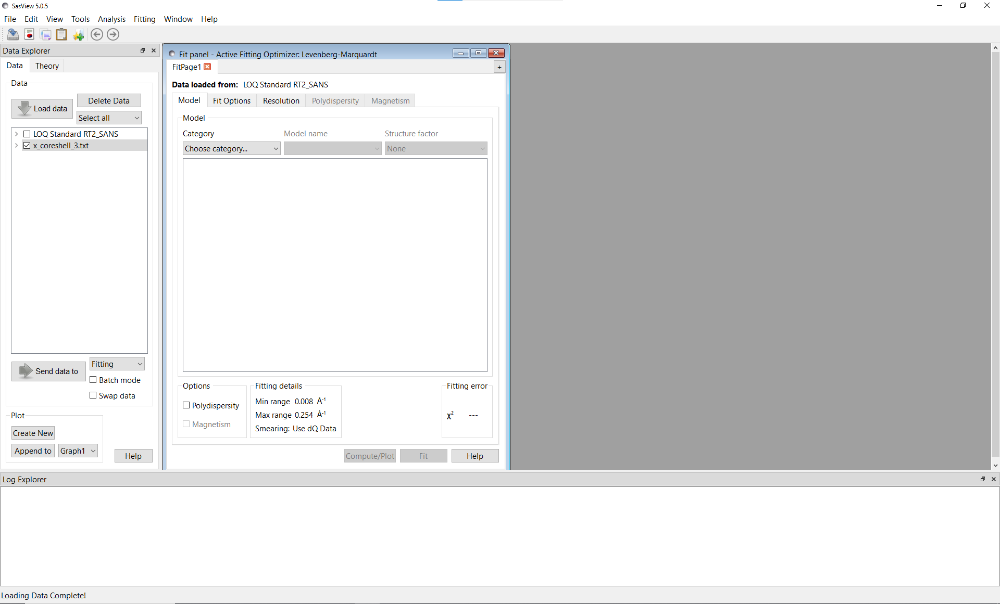 SasView 5.0.5
File Edit View Tools Analysis Fitting Window Help
Data Explorer
Data Theory
Data
Load data
Delete Data
Select all
LOQ Standard RT2_SANS
x_coreshell_3.txt
Send data to
Fitting
Batch mode
Swap data
Plot
Create New
Append to Graph1
Help
Fit panel - Active Fitting Optimizer: Levenberg-Marquardt
FitPage1
+
Data loaded from: LOQ Standard RT2_SANS
Model Fit Options Resolution Polydispersity Magnetism
Model
Category Model name Structure factor
Choose category... None
Options
Polydispersity
Magnetism
Fitting details
Min range 0.008 Å⁻¹
Max range 0.254 Å⁻¹
Smearing: Use dQ Data
Fitting error
χ² ---
Compute/Plot Fit Help
Log Explorer
Loading Data Complete!